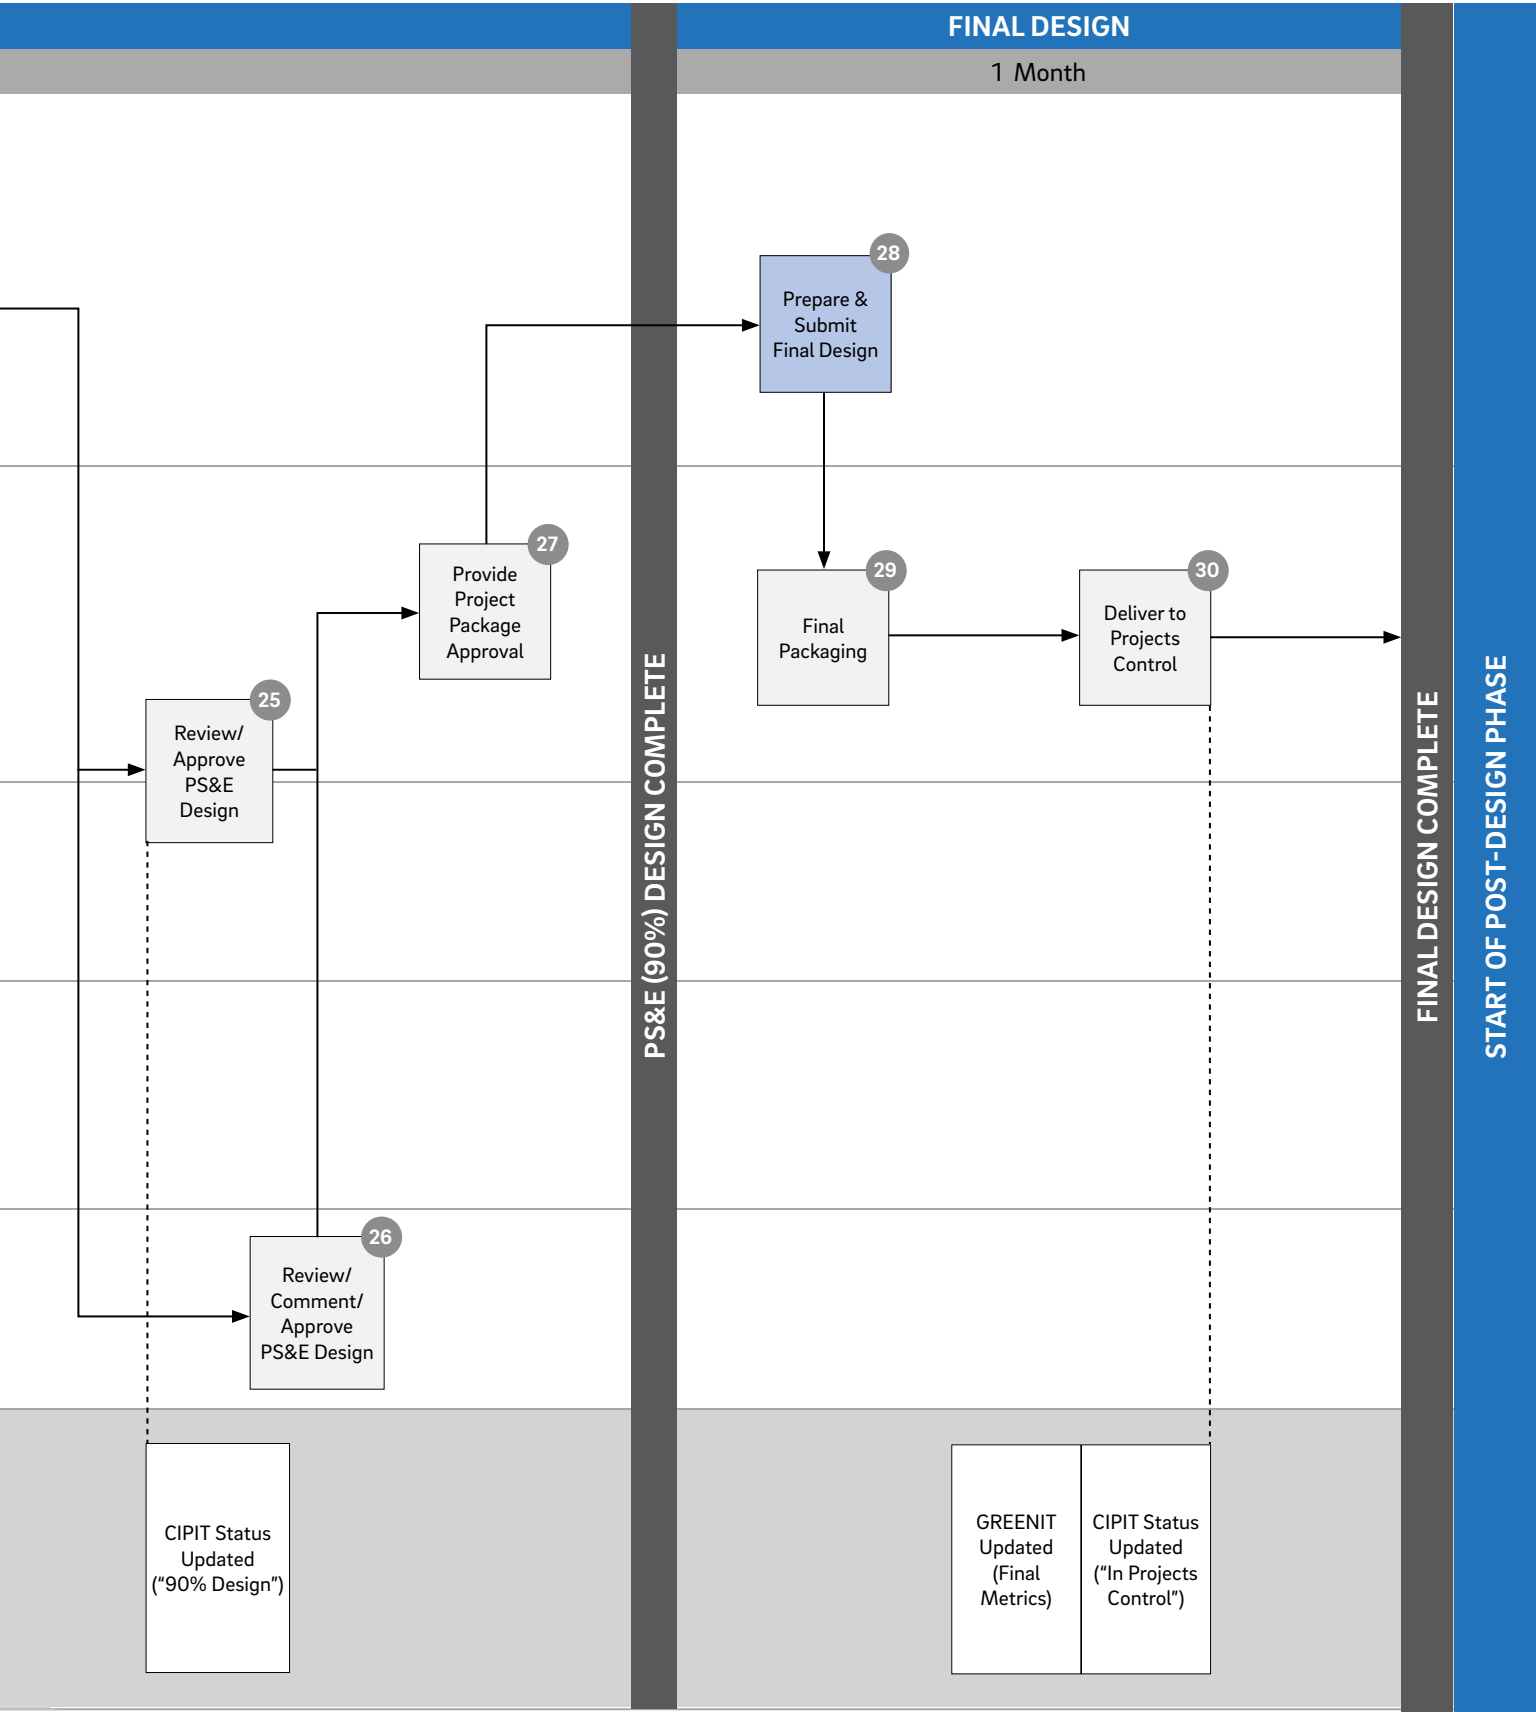 FINAL DESIGN
1 Month
28
Prepare &
Submit
Final Design
27
Provide
Project
Package
Approval
29
Final
Packaging
30
Deliver to
Projects
Control
25
Review/
Approve
PS&E
Design
PS&E (90%) DESIGN COMPLETE
FINAL DESIGN COMPLETE
START OF POST-DESIGN PHASE
26
Review/
Comment/
Approve
PS&E Design
CIPIT Status
Updated
(“90% Design”)
GREENIT
Updated
(Final
Metrics)
CIPIT Status
Updated
(“In Projects
Control”)